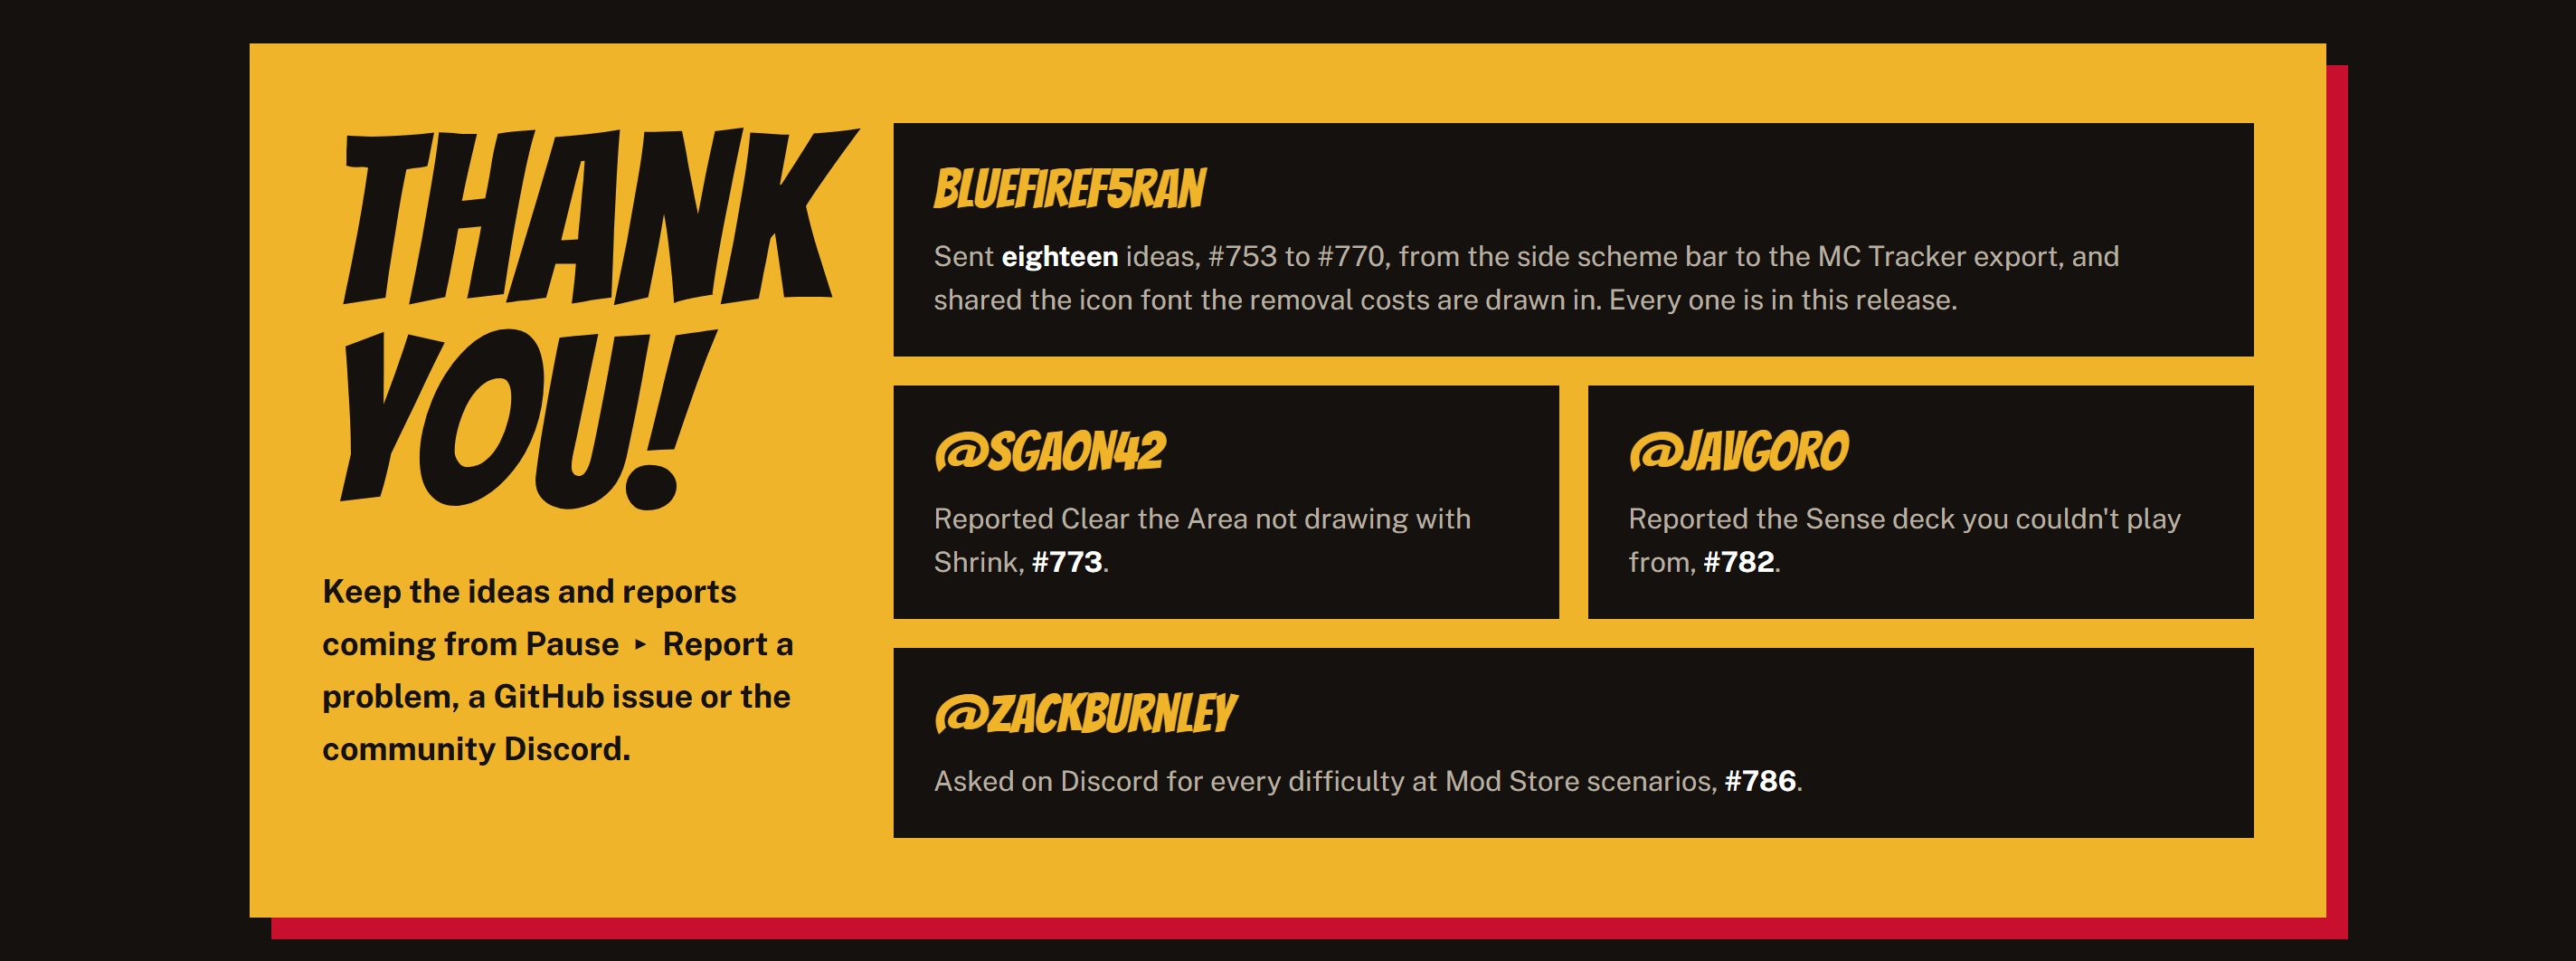 THANK
YOU!
Keep the ideas and reports
coming from Pause ▸ Report a
problem, a GitHub issue or the
community Discord.
BLUEFIREF5RAN
Sent eighteen ideas, #753 to #770, from the side scheme bar to the MC Tracker export, and
shared the icon font the removal costs are drawn in. Every one is in this release.
@SGAON42
Reported Clear the Area not drawing with
Shrink, #773.
@JAVGORO
Reported the Sense deck you couldn't play
from, #782.
@ZACKBURNLEY
Asked on Discord for every difficulty at Mod Store scenarios, #786.